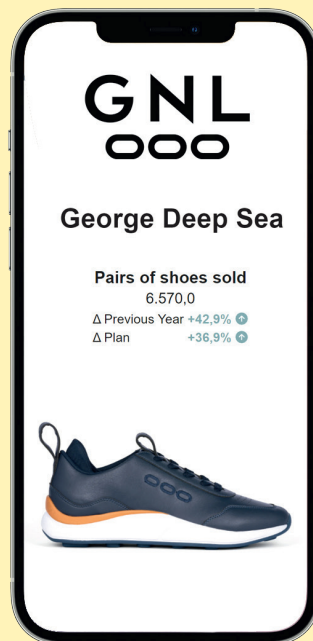 GNL
George Deep Sea
Pairs of shoes sold
6.570,0
Δ Previous Year +42,9%
Δ Plan +36,9%